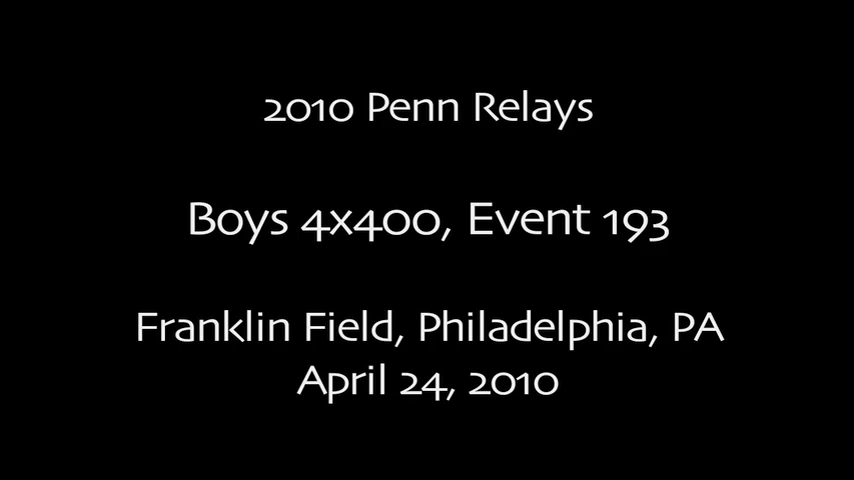 2010 Penn Relays
Boys 4x400, Event 193
Franklin Field, Philadelphia, PA
April 24, 2010